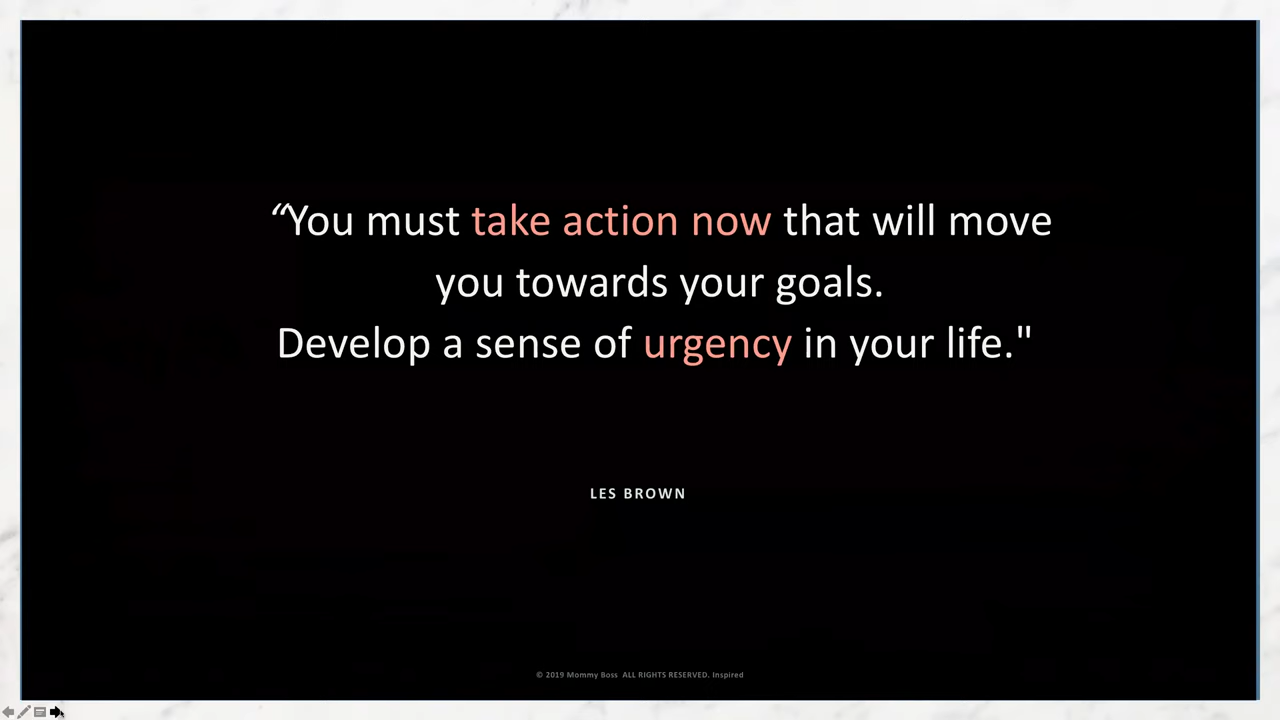 “You must take action now that will move
you towards your goals.
Develop a sense of urgency in your life."
LES BROWN
© 2019 Mommy Boss ALL RIGHTS RESERVED. Inspired